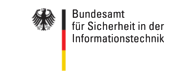 Bundesamt
für Sicherheit in der
Informationstechnik